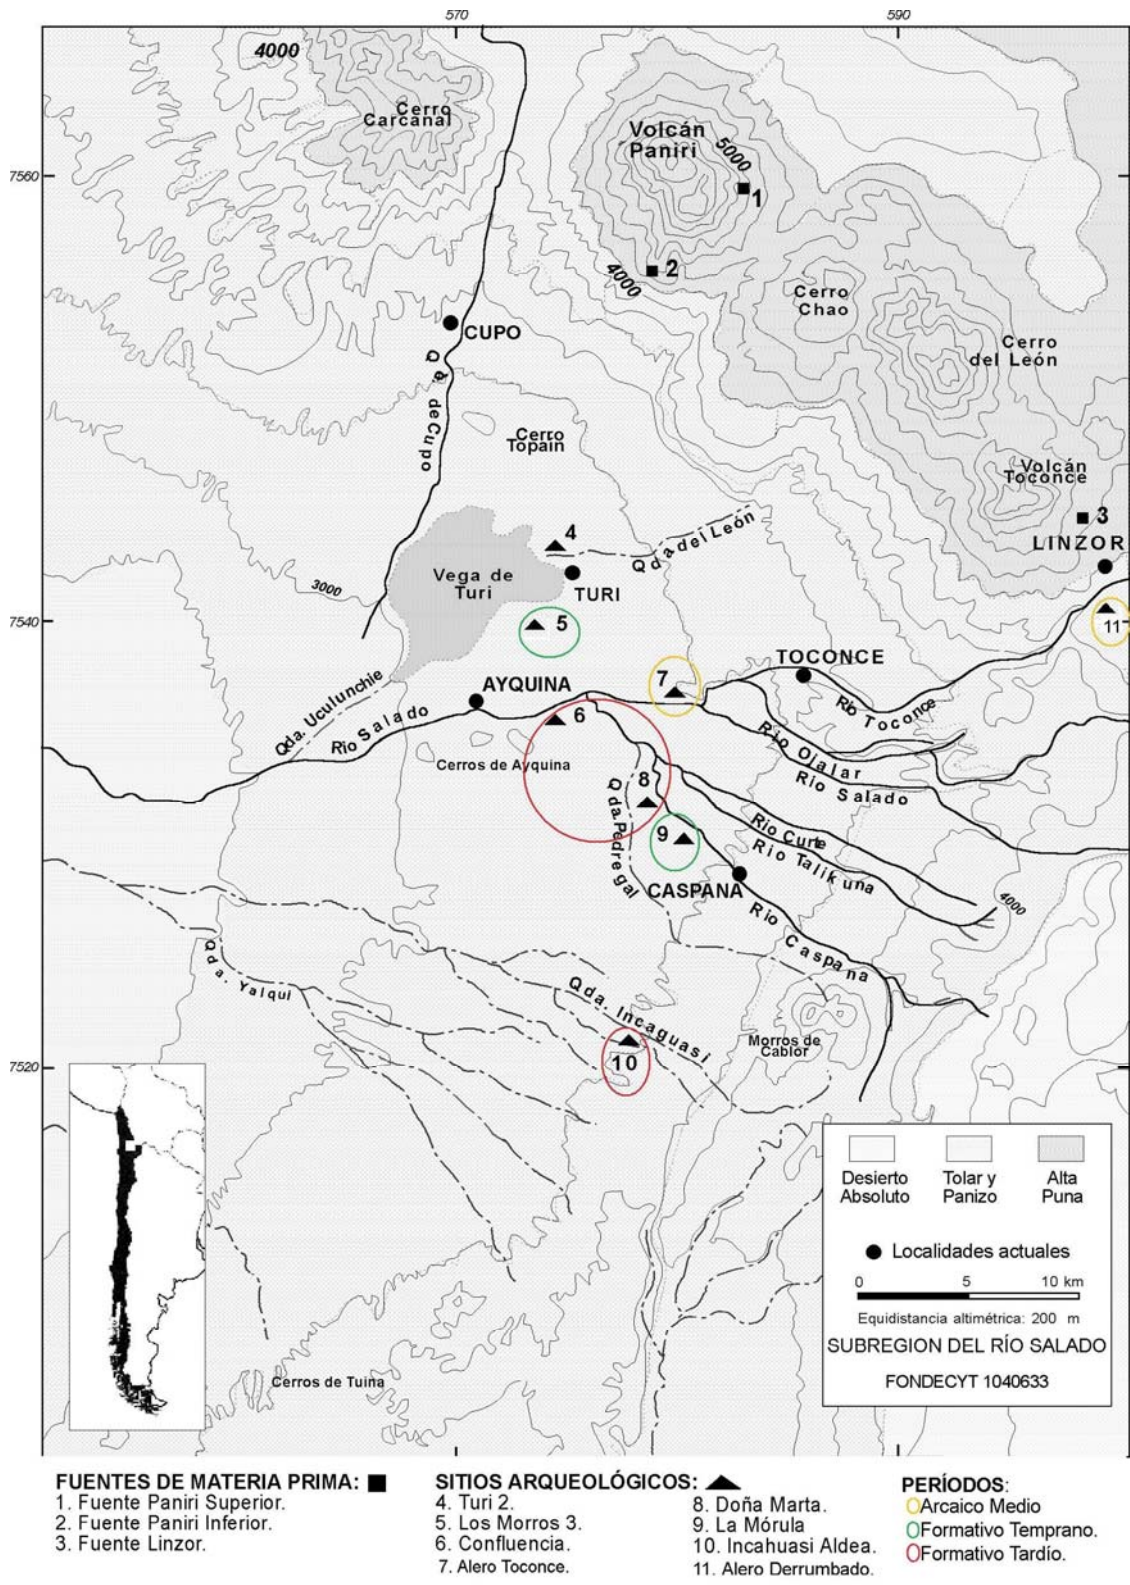 570
590
4000
Cerro
Carcanal
Volcán
Paniri
5000
7560
1
4000
2
Cerro
Chao
CUPO
Cerro
del León
Qda. de Cupo
Cerro
Topaín
Volcán
Toconce
3
4
LINZOR
Qda del León
Vega de
Turi
TURI
3000
7540
5
11
TOCONCE
7
AYQUINA
Qda. Uculunchie
Río Salado
6
Río Toconce
Cerros de Ayquina
Río Ojalar
Río Salado
8
Qda. Pedregal
9
Río Curte
Río Talikuna
CASPANA
4000
Río Caspana
Qda. Yalqui
Qda. Incaguasi
Morros de
Cablor
10
7520
Desierto
Absoluto
Tolar y
Panizo
Alta
Puna
Localidades actuales
0 5 10 km
Equidistancia altimétrica: 200 m
SUBREGION DEL RÍO SALADO
FONDECYT 1040633
Cerros de Tuina
FUENTES DE MATERIA PRIMA:
1. Fuente Paniri Superior.
2. Fuente Paniri Inferior.
3. Fuente Linzor.
SITIOS ARQUEOLÓGICOS:
4. Turi 2.
5. Los Morros 3.
6. Confluencia.
7. Alero Toconce.
8. Doña Marta.
9. La Mórula
10. Incahuasi Aldea.
11. Alero Derrumbado.
PERÍODOS:
Arcaico Medio
Formativo Temprano.
Formativo Tardío.